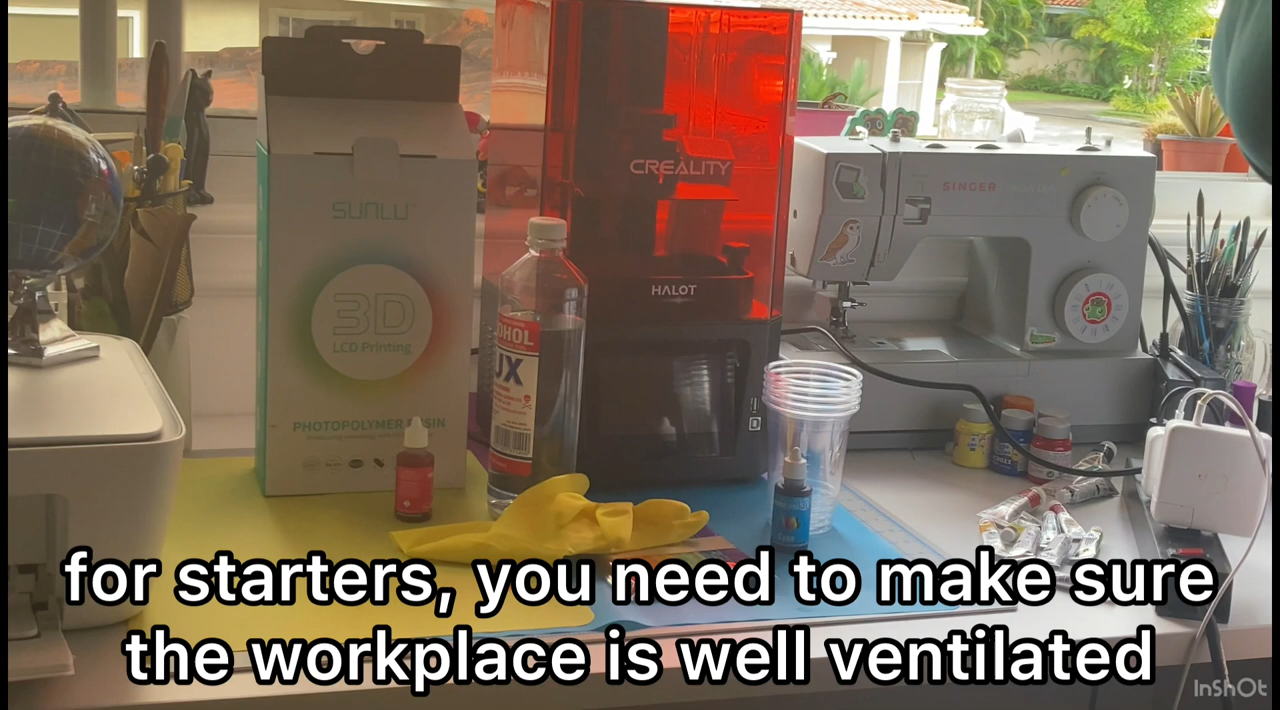 CREALITY
SINGER
SUNLU
HALOT
3D
LCD Printing
OHOL
UX
PHOTOPOLYMER
for starters, you need to make sure
the workplace is well ventilated
InShOt